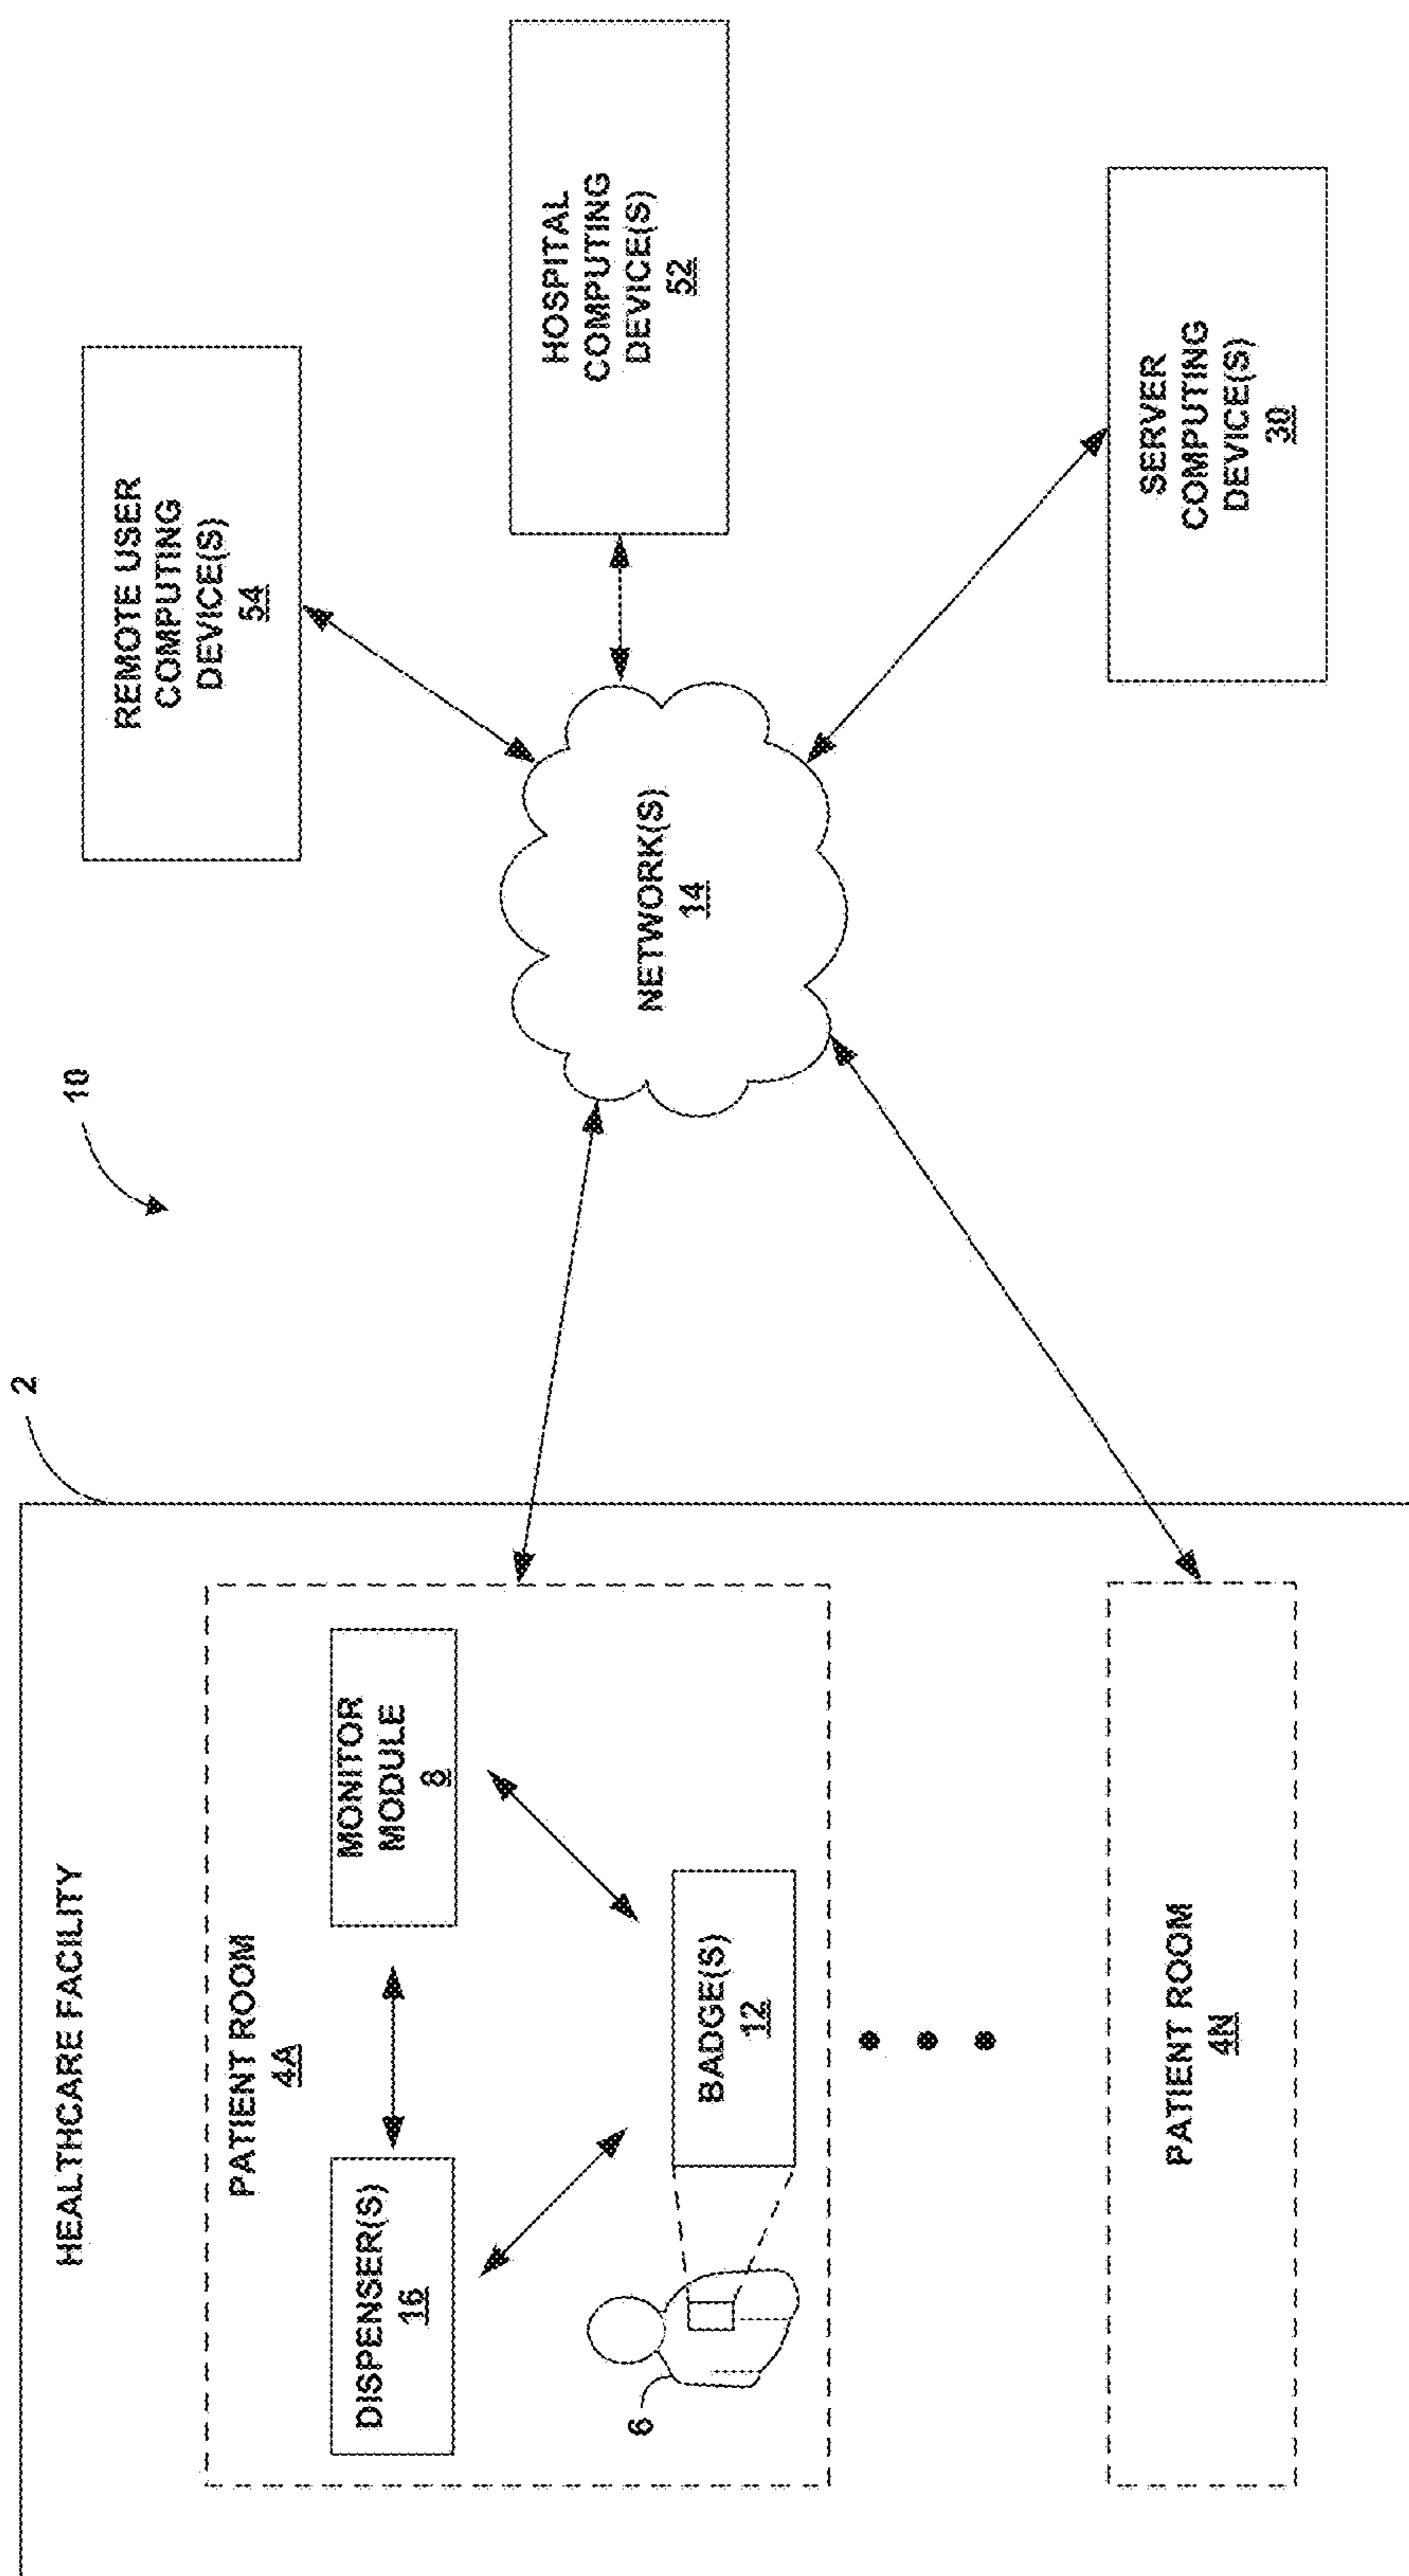 HEALTHCARE FACILITY
2
10
PATIENT ROOM
4A
DISPENSER(S)
16
MONITOR
MODULE
8
6
BADGE(S)
12
PATIENT ROOM
4N
NETWORK(S)
14
REMOTE USER
COMPUTING
DEVICE(S)
54
HOSPITAL
COMPUTING
DEVICE(S)
52
SERVER
COMPUTING
DEVICE(S)
30